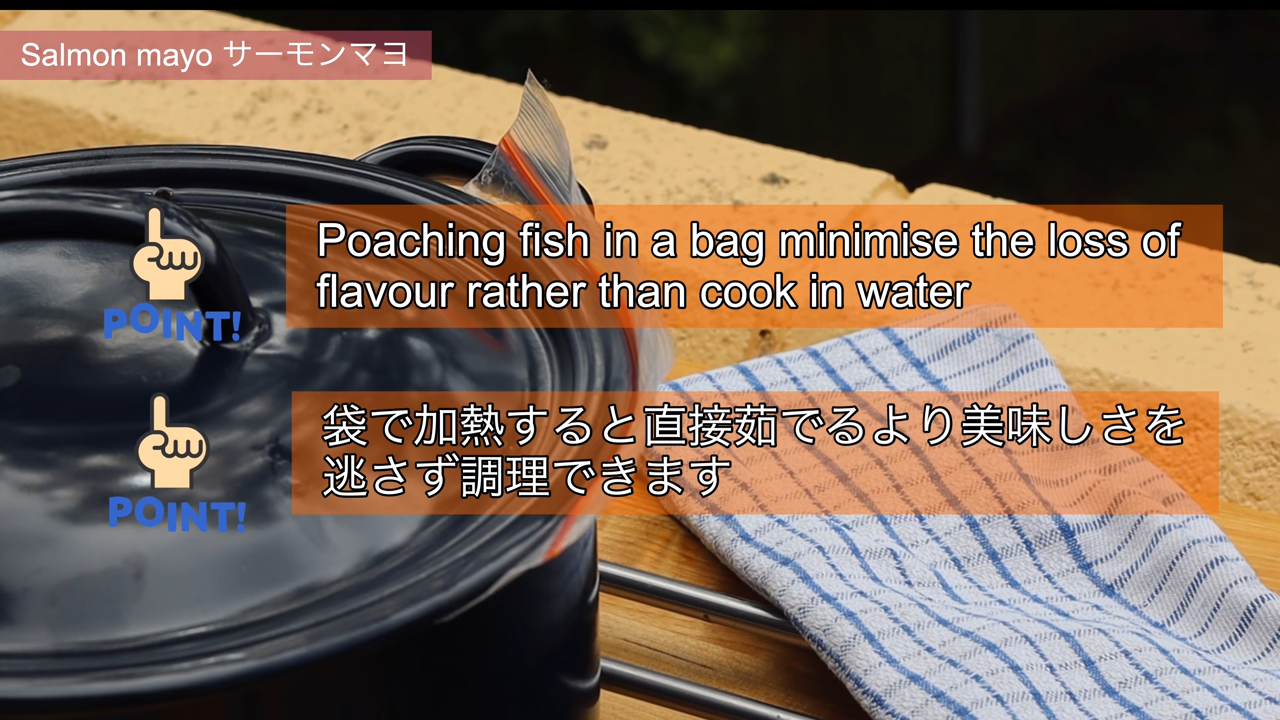 Salmon mayo サーモンマヨ
POINT!
Poaching fish in a bag minimise the loss of
flavour rather than cook in water
POINT!
袋で加熱すると直接茹でるより美味しさを
逃さず調理できます